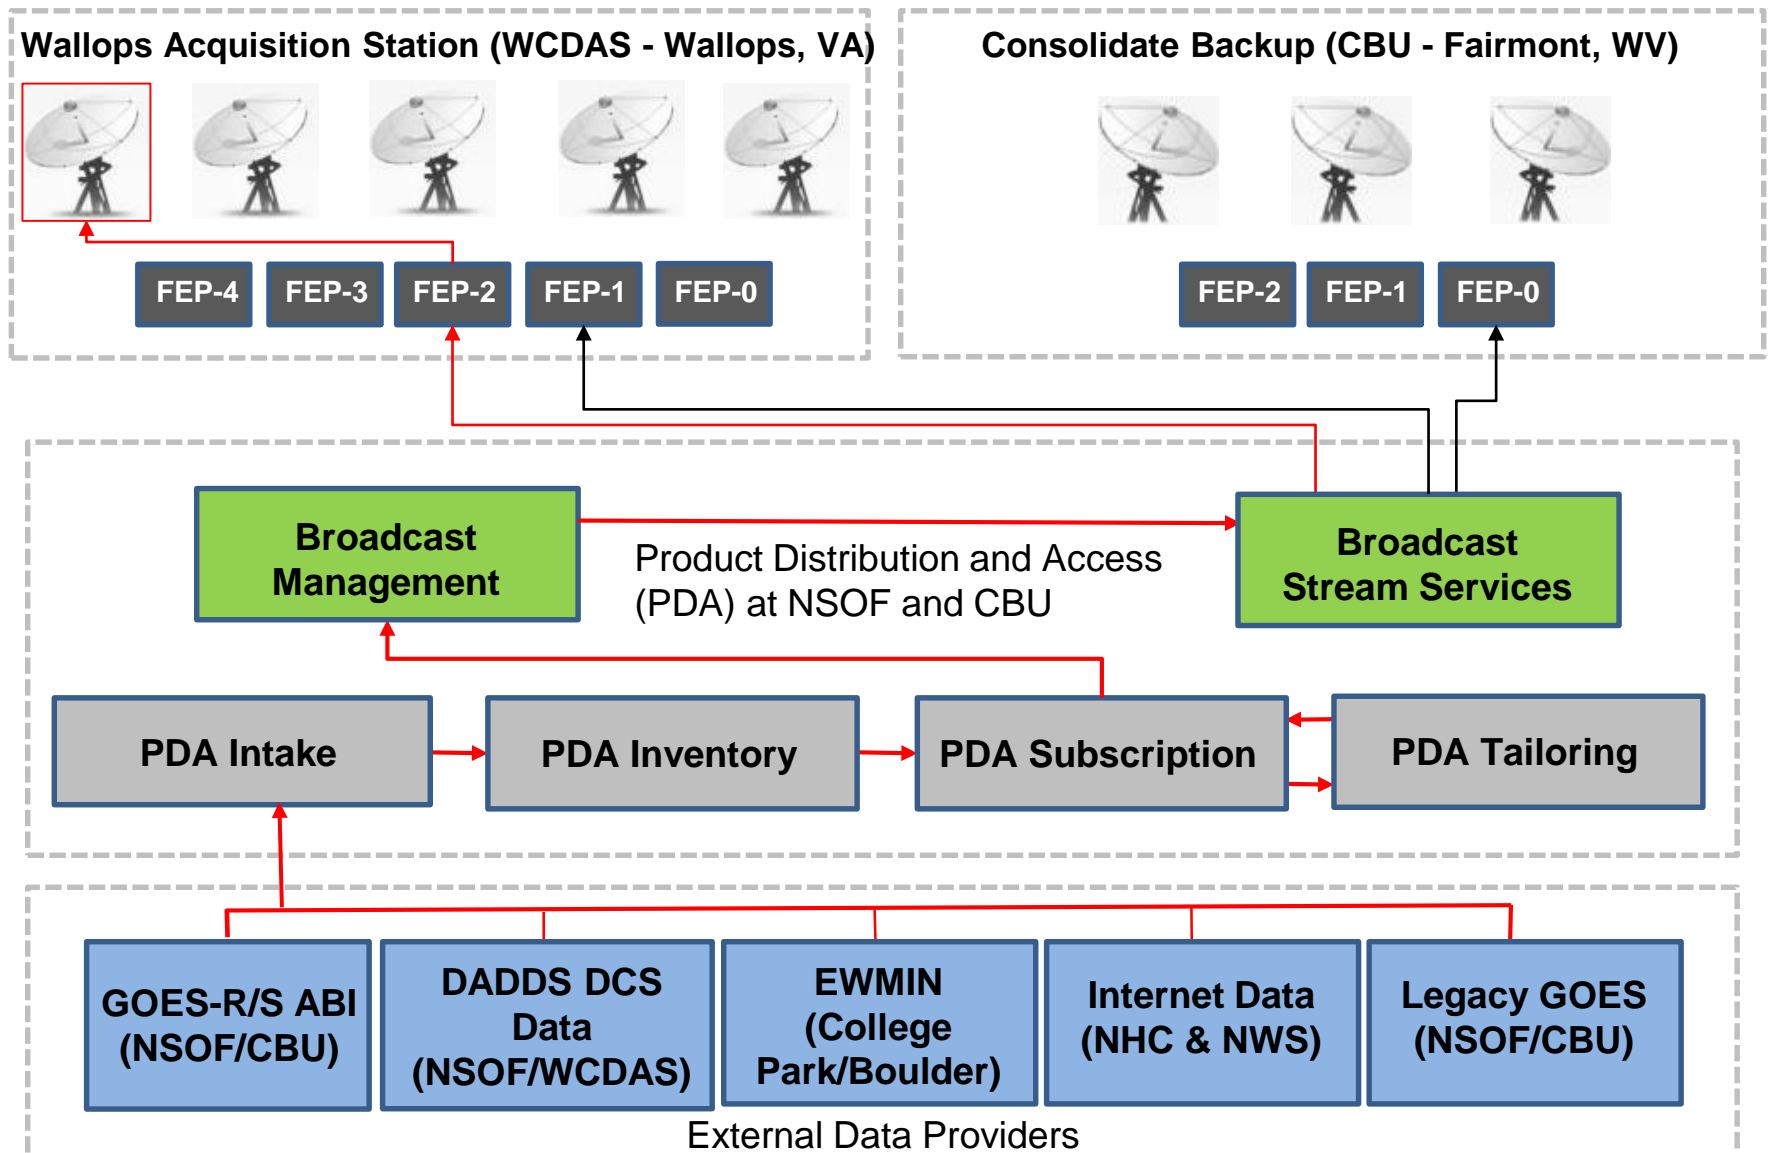 Wallops Acquisition Station (WCDAS - Wallops, VA)
Consolidate Backup (CBU - Fairmont, WV)
FEP-4
FEP-3
FEP-2
FEP-1
FEP-0
FEP-2
FEP-1
FEP-0
Broadcast
Management
Product Distribution and Access
(PDA) at NSOF and CBU
Broadcast
Stream Services
PDA Intake
PDA Inventory
PDA Subscription
PDA Tailoring
GOES-R/S ABI
(NSOF/CBU)
DADDS DCS
Data
(NSOF/WCDAS)
EWMIN
(College
Park/Boulder)
Internet Data
(NHC & NWS)
Legacy GOES
(NSOF/CBU)
External Data Providers